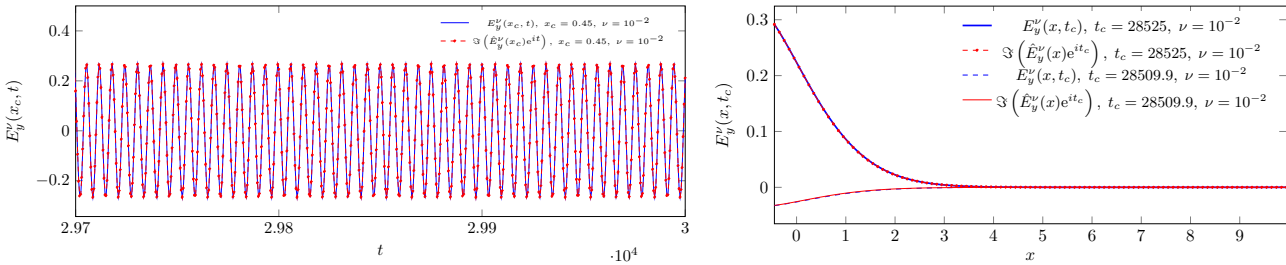 0.4
0.2
0
−0.2
E_y^ν(x_c, t)
E_y^ν(x_c, t), x_c = 0.45, ν = 10^{-2}
ℑ(Ê_y^ν(x_c)e^{it}), x_c = 0.45, ν = 10^{-2}
2.97 2.98 2.99 3
·10^4
t
0.3
0.2
0.1
0
E_y^ν(x, t_c)
E_y^ν(x, t_c), t_c = 28525, ν = 10^{-2}
ℑ(Ê_y^ν(x)e^{it_c}), t_c = 28525, ν = 10^{-2}
E_y^ν(x, t_c), t_c = 28509.9, ν = 10^{-2}
ℑ(Ê_y^ν(x)e^{it_c}), t_c = 28509.9, ν = 10^{-2}
0 1 2 3 4 5 6 7 8 9
x